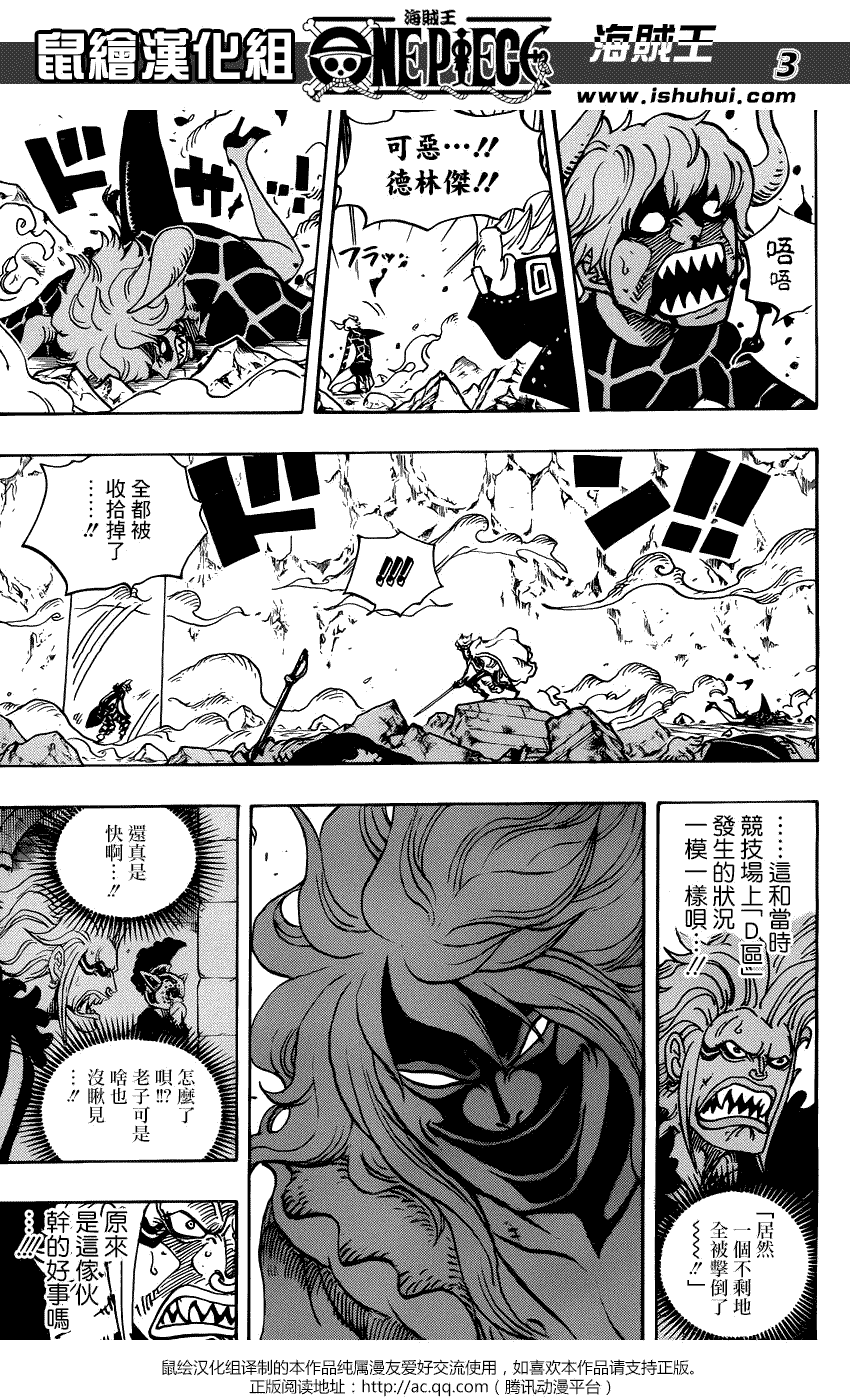 鼠繪漢化組
海賊王
ONE PIECE
海賊王
3
www.ishuhui.com
唔
唔
可惡…!!
德林傑!!
フラッ
ドサッ
ドン!!
!!!
全都被
收拾掉了
……!!
……這和當時
競技場上「D區」
發生的狀況
一模一樣唄…!!
「居然
一個不剩地
全被擊倒了
~~~!!」
還真是
快啊…!!
怎麼了
唄!!?
老子可是
啥也
沒瞅見
…!!
原來
是這傢伙
幹的好事嗎
…!!!
鼠绘汉化组译制的本作品纯属漫友爱好交流使用，如喜欢本作品请支持正版。
正版阅读地址：http://ac.qq.com（腾讯动漫平台）